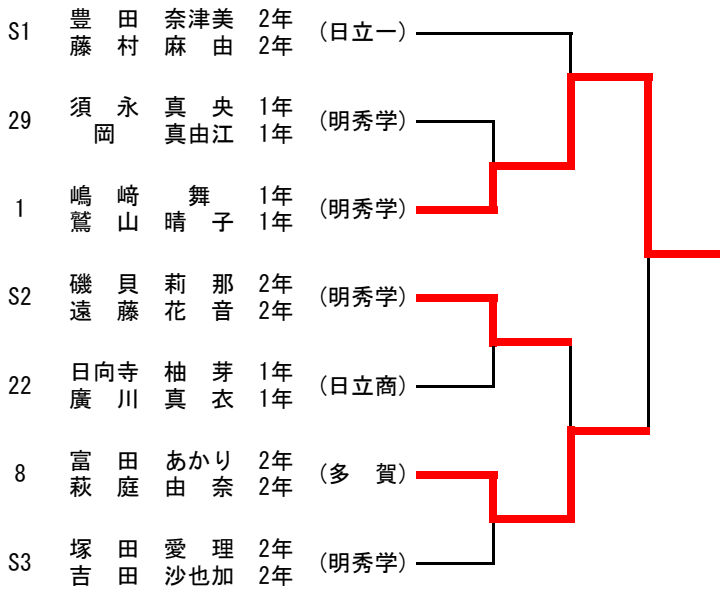 S1 豊 田 奈津美 2年 (日立一)
藤 村 麻 由 2年
29 須 永 真 央 1年 (明秀学)
岡 真由江 1年
1 嶋 﨑 舞 1年 (明秀学)
鷲 山 晴 子 1年
S2 磯 貝 莉 那 2年 (明秀学)
遠 藤 花 音 2年
22 日向寺 柚 芽 1年 (日立商)
廣 川 真 衣 1年
8 富 田 あかり 2年 (多 賀)
萩 庭 由 奈 2年
S3 塚 田 愛 理 2年 (明秀学)
吉 田 沙也加 2年